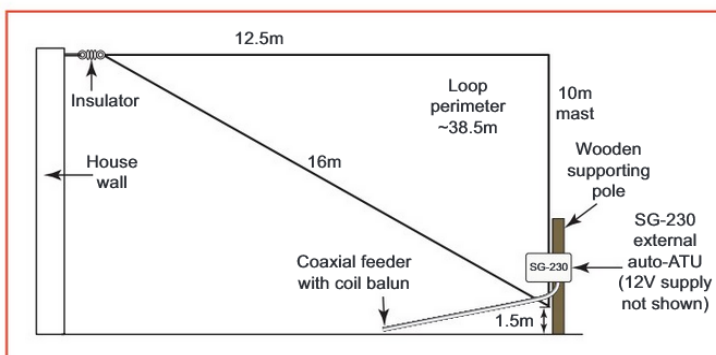 12.5m
Insulator
Loop
perimeter
~38.5m
10m
mast
House
wall
16m
Wooden
supporting
pole
SG-230
external
auto-ATU
(12V supply
not shown)
SG-230
Coaxial feeder
with coil balun
1.5m